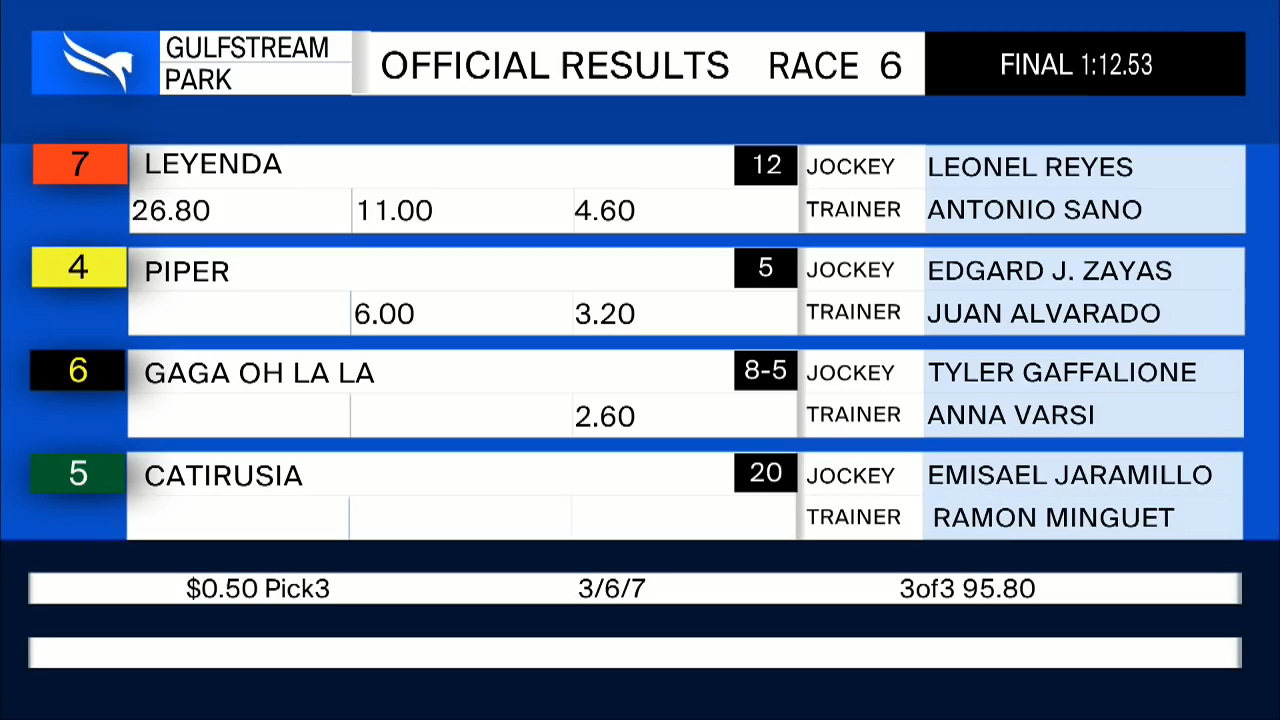 GULFSTREAM
PARK
OFFICIAL RESULTS RACE 6
FINAL 1:12.53
7 LEYENDA 12 JOCKEY LEONEL REYES
26.80 11.00 4.60 TRAINER ANTONIO SANO
4 PIPER 5 JOCKEY EDGARD J. ZAYAS
6.00 3.20 TRAINER JUAN ALVARADO
6 GAGA OH LA LA 8-5 JOCKEY TYLER GAFFALIONE
2.60 TRAINER ANNA VARSI
5 CATIRUSIA 20 JOCKEY EMISAEL JARAMILLO
TRAINER RAMON MINGUET
$0.50 Pick3 3/6/7 3of3 95.80